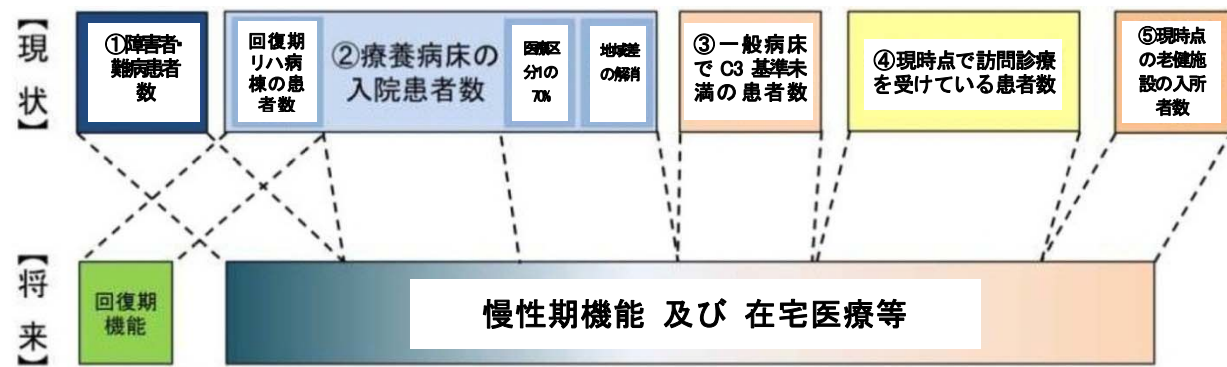 【現状】
①障害者・
難病患者
数
回復期
リハ病
棟の患
者数
②療養病床の
入院患者数
医療区
分1の
70%
地域差
の解消
③一般病床
で C3 基準未
満の患者数
④現時点で訪問診療
を受けている患者数
⑤現時点
の老健施
設の入所
者数
【将来】
回復期
機能
慢性期機能 及び 在宅医療等